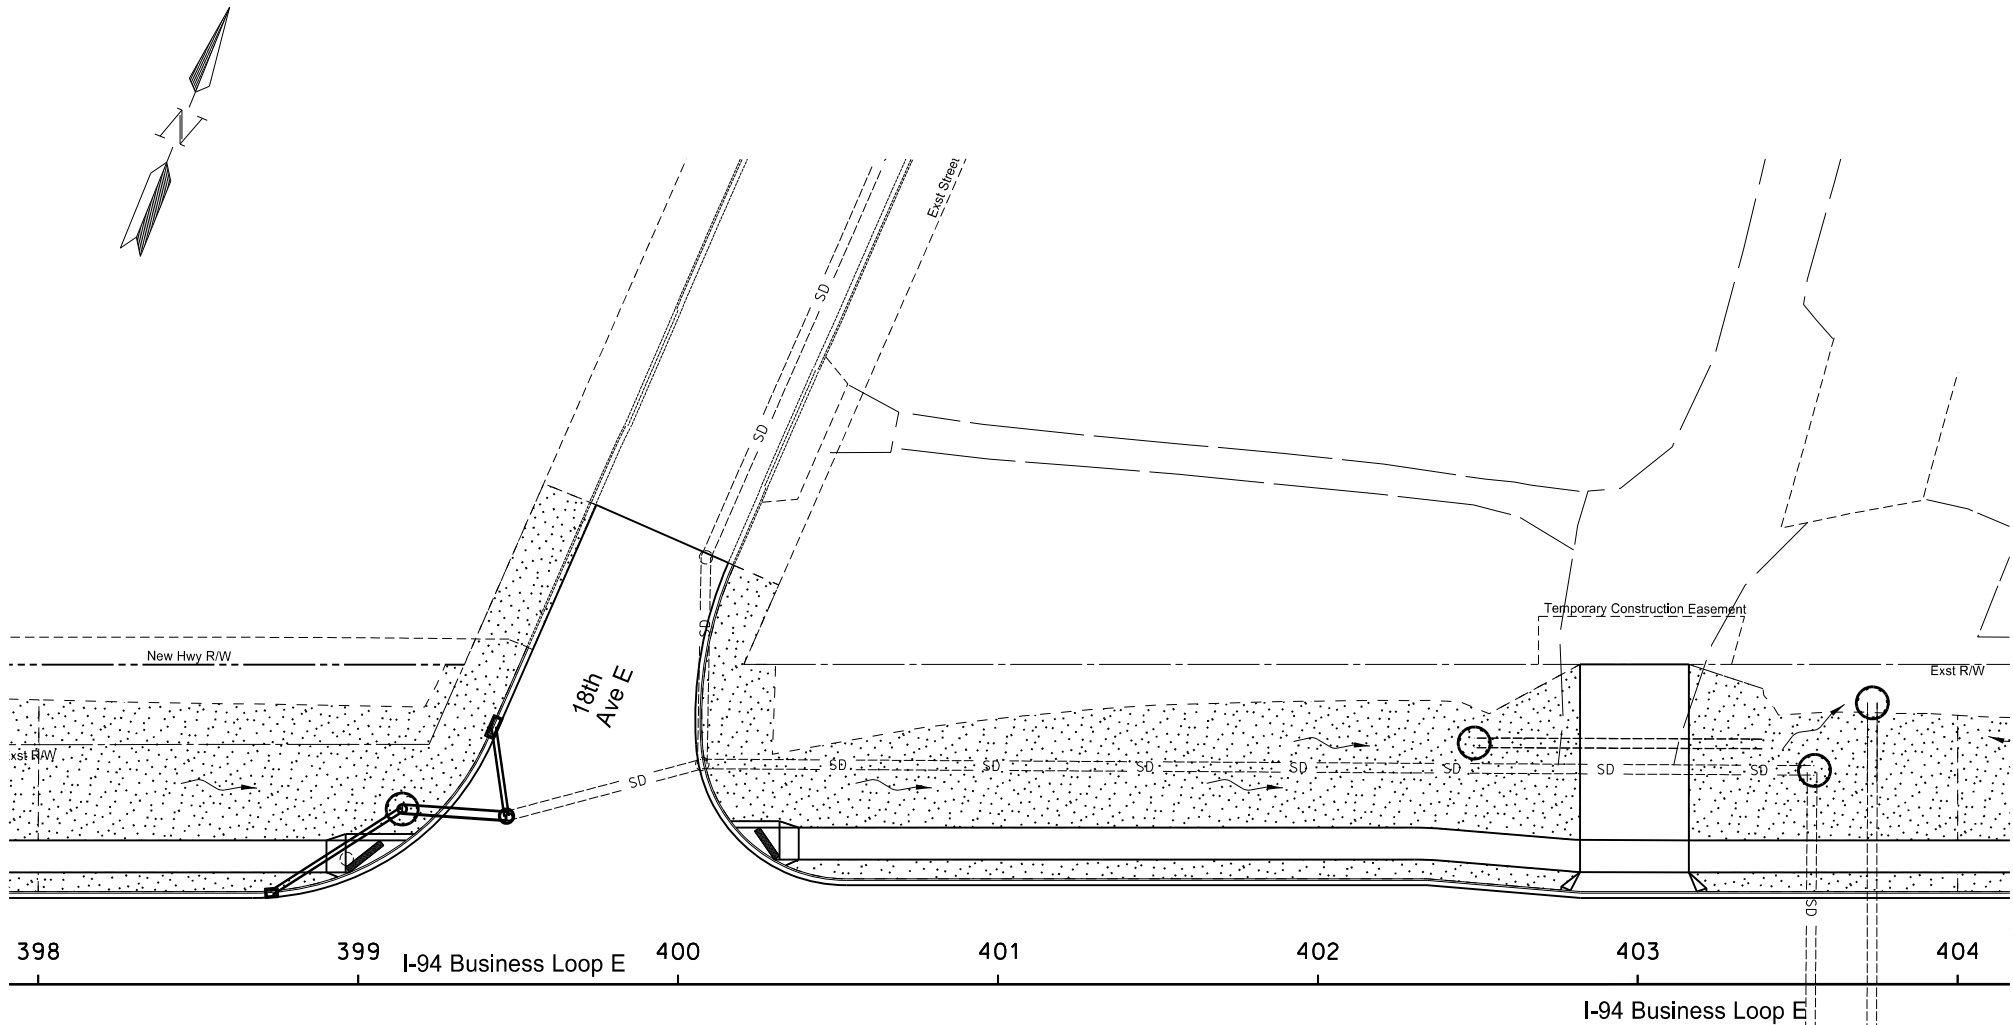 N
Exst Street
SD
SD
SD
Temporary Construction Easement
New Hwy R/W
18th
Ave E
Exst R/W
xst R/W
SD
SD
SD
SD
SD
SD
SD
SD
SD
398
399
400
401
402
403
404
I-94 Business Loop E
I-94 Business Loop E